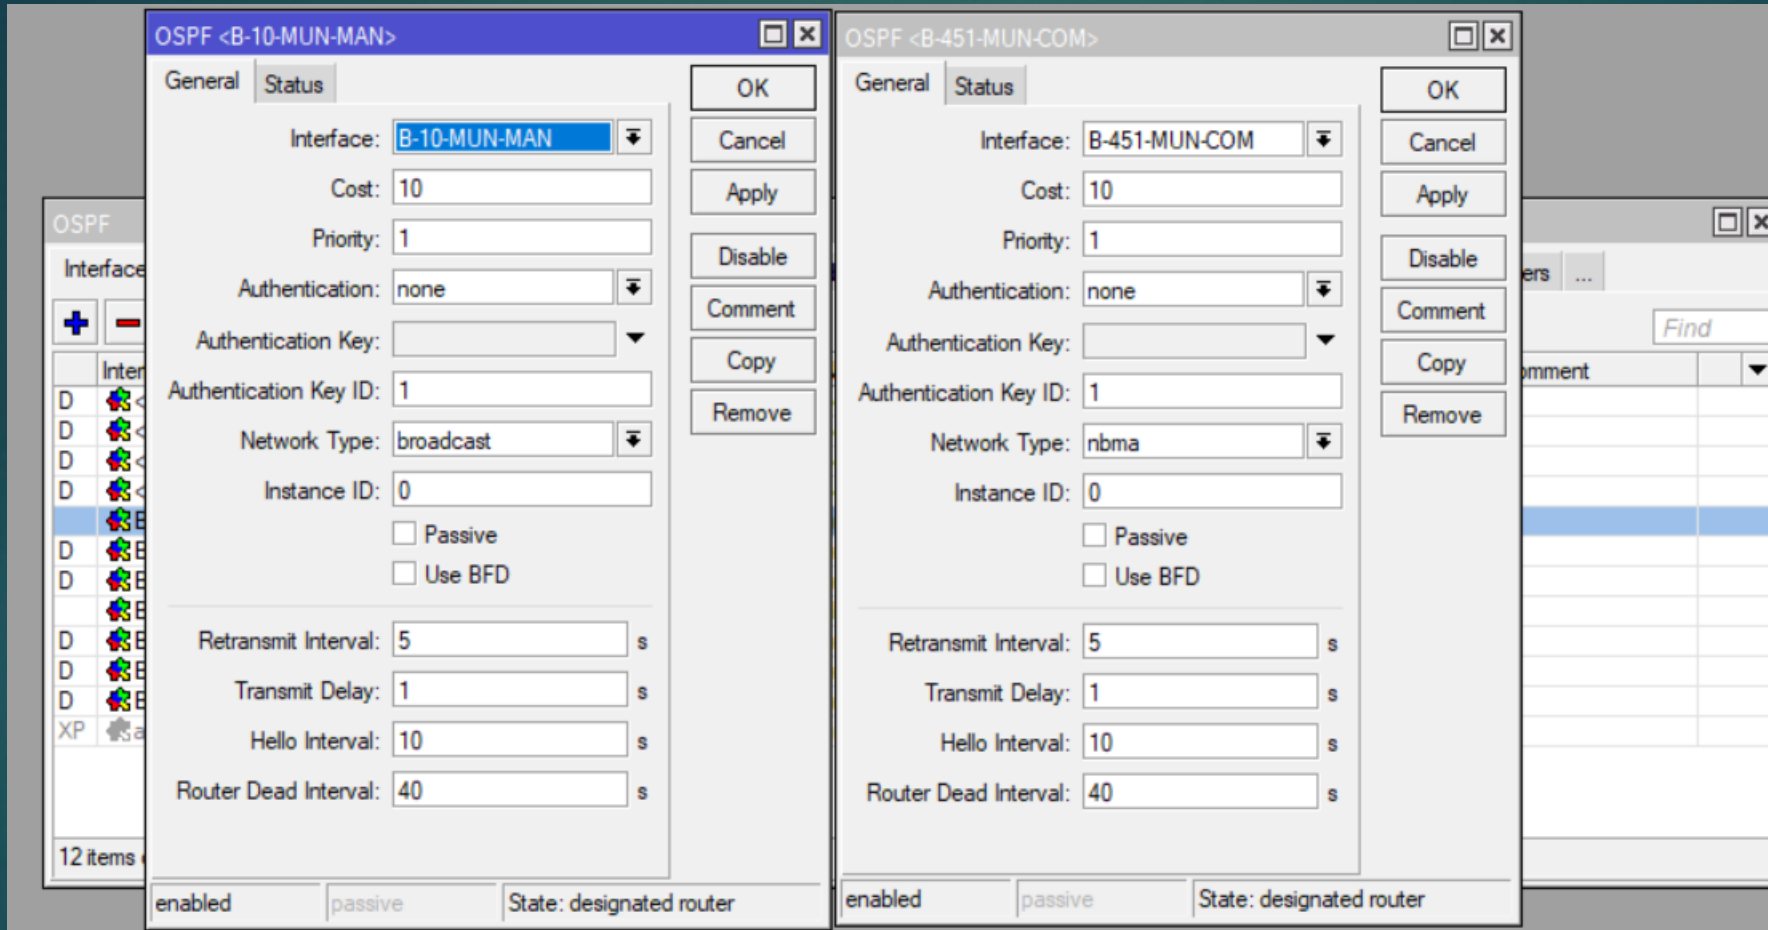 OSPF <B-10-MUN-MAN>
General Status
Interface: B-10-MUN-MAN
Cost: 10
Priority: 1
Authentication: none
Authentication Key:
Authentication Key ID: 1
Network Type: broadcast
Instance ID: 0
Passive
Use BFD
Retransmit Interval: 5 s
Transmit Delay: 1 s
Hello Interval: 10 s
Router Dead Interval: 40 s
OK
Cancel
Apply
Disable
Comment
Copy
Remove
enabled passive State: designated router
OSPF <B-451-MUN-COM>
General Status
Interface: B-451-MUN-COM
Cost: 10
Priority: 1
Authentication: none
Authentication Key:
Authentication Key ID: 1
Network Type: nbma
Instance ID: 0
Passive
Use BFD
Retransmit Interval: 5 s
Transmit Delay: 1 s
Hello Interval: 10 s
Router Dead Interval: 40 s
OK
Cancel
Apply
Disable
Comment
Copy
Remove
enabled passive State: designated router
OSPF
Interface
ers ...
Find
Inter
omment
D <
D <
D <
D <
B
D B
D B
B
D B
D B
D B
XP a
12 items